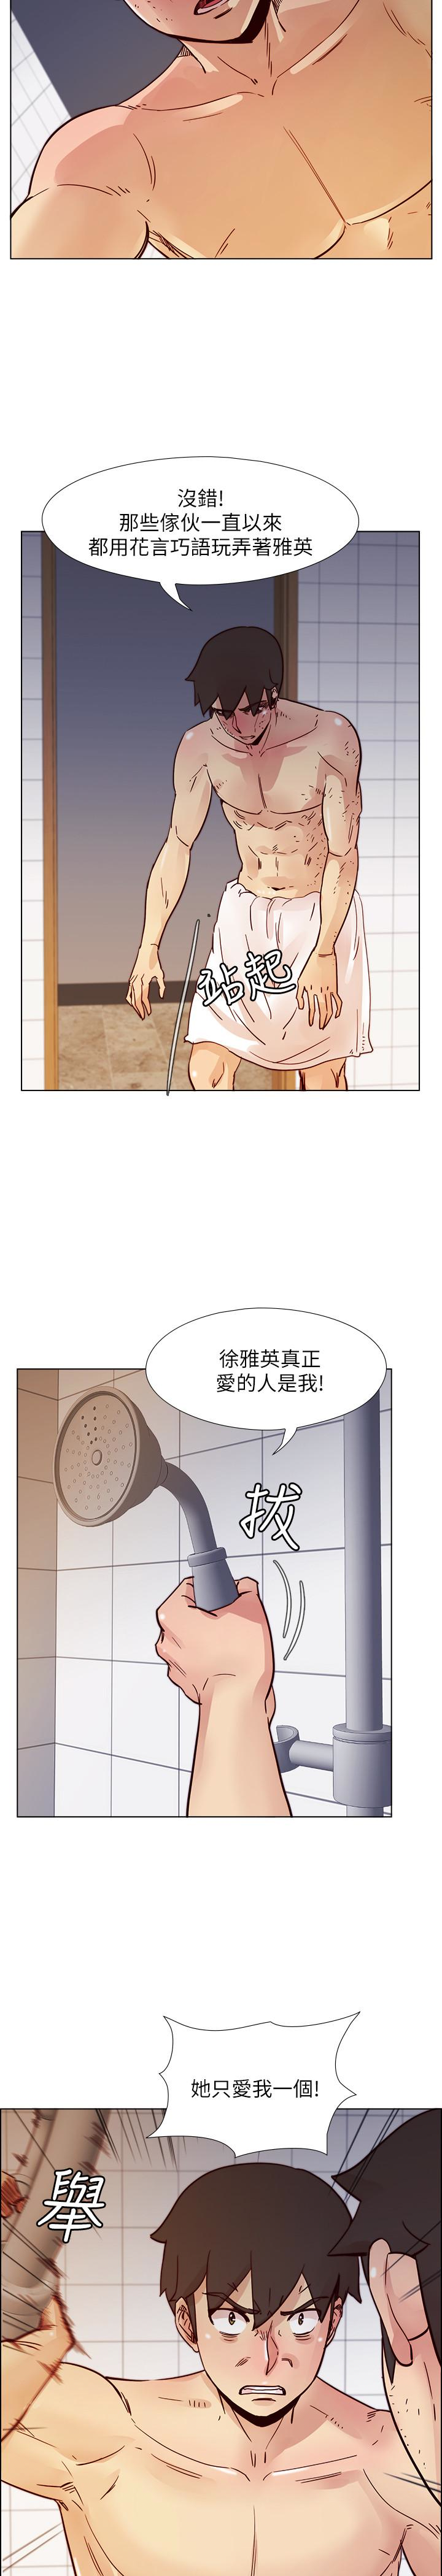 沒錯!
那些傢伙一直以來
都用花言巧語玩弄著雅英
站起
徐雅英真正
愛的人是我!
拔
她只愛我一個!
舉